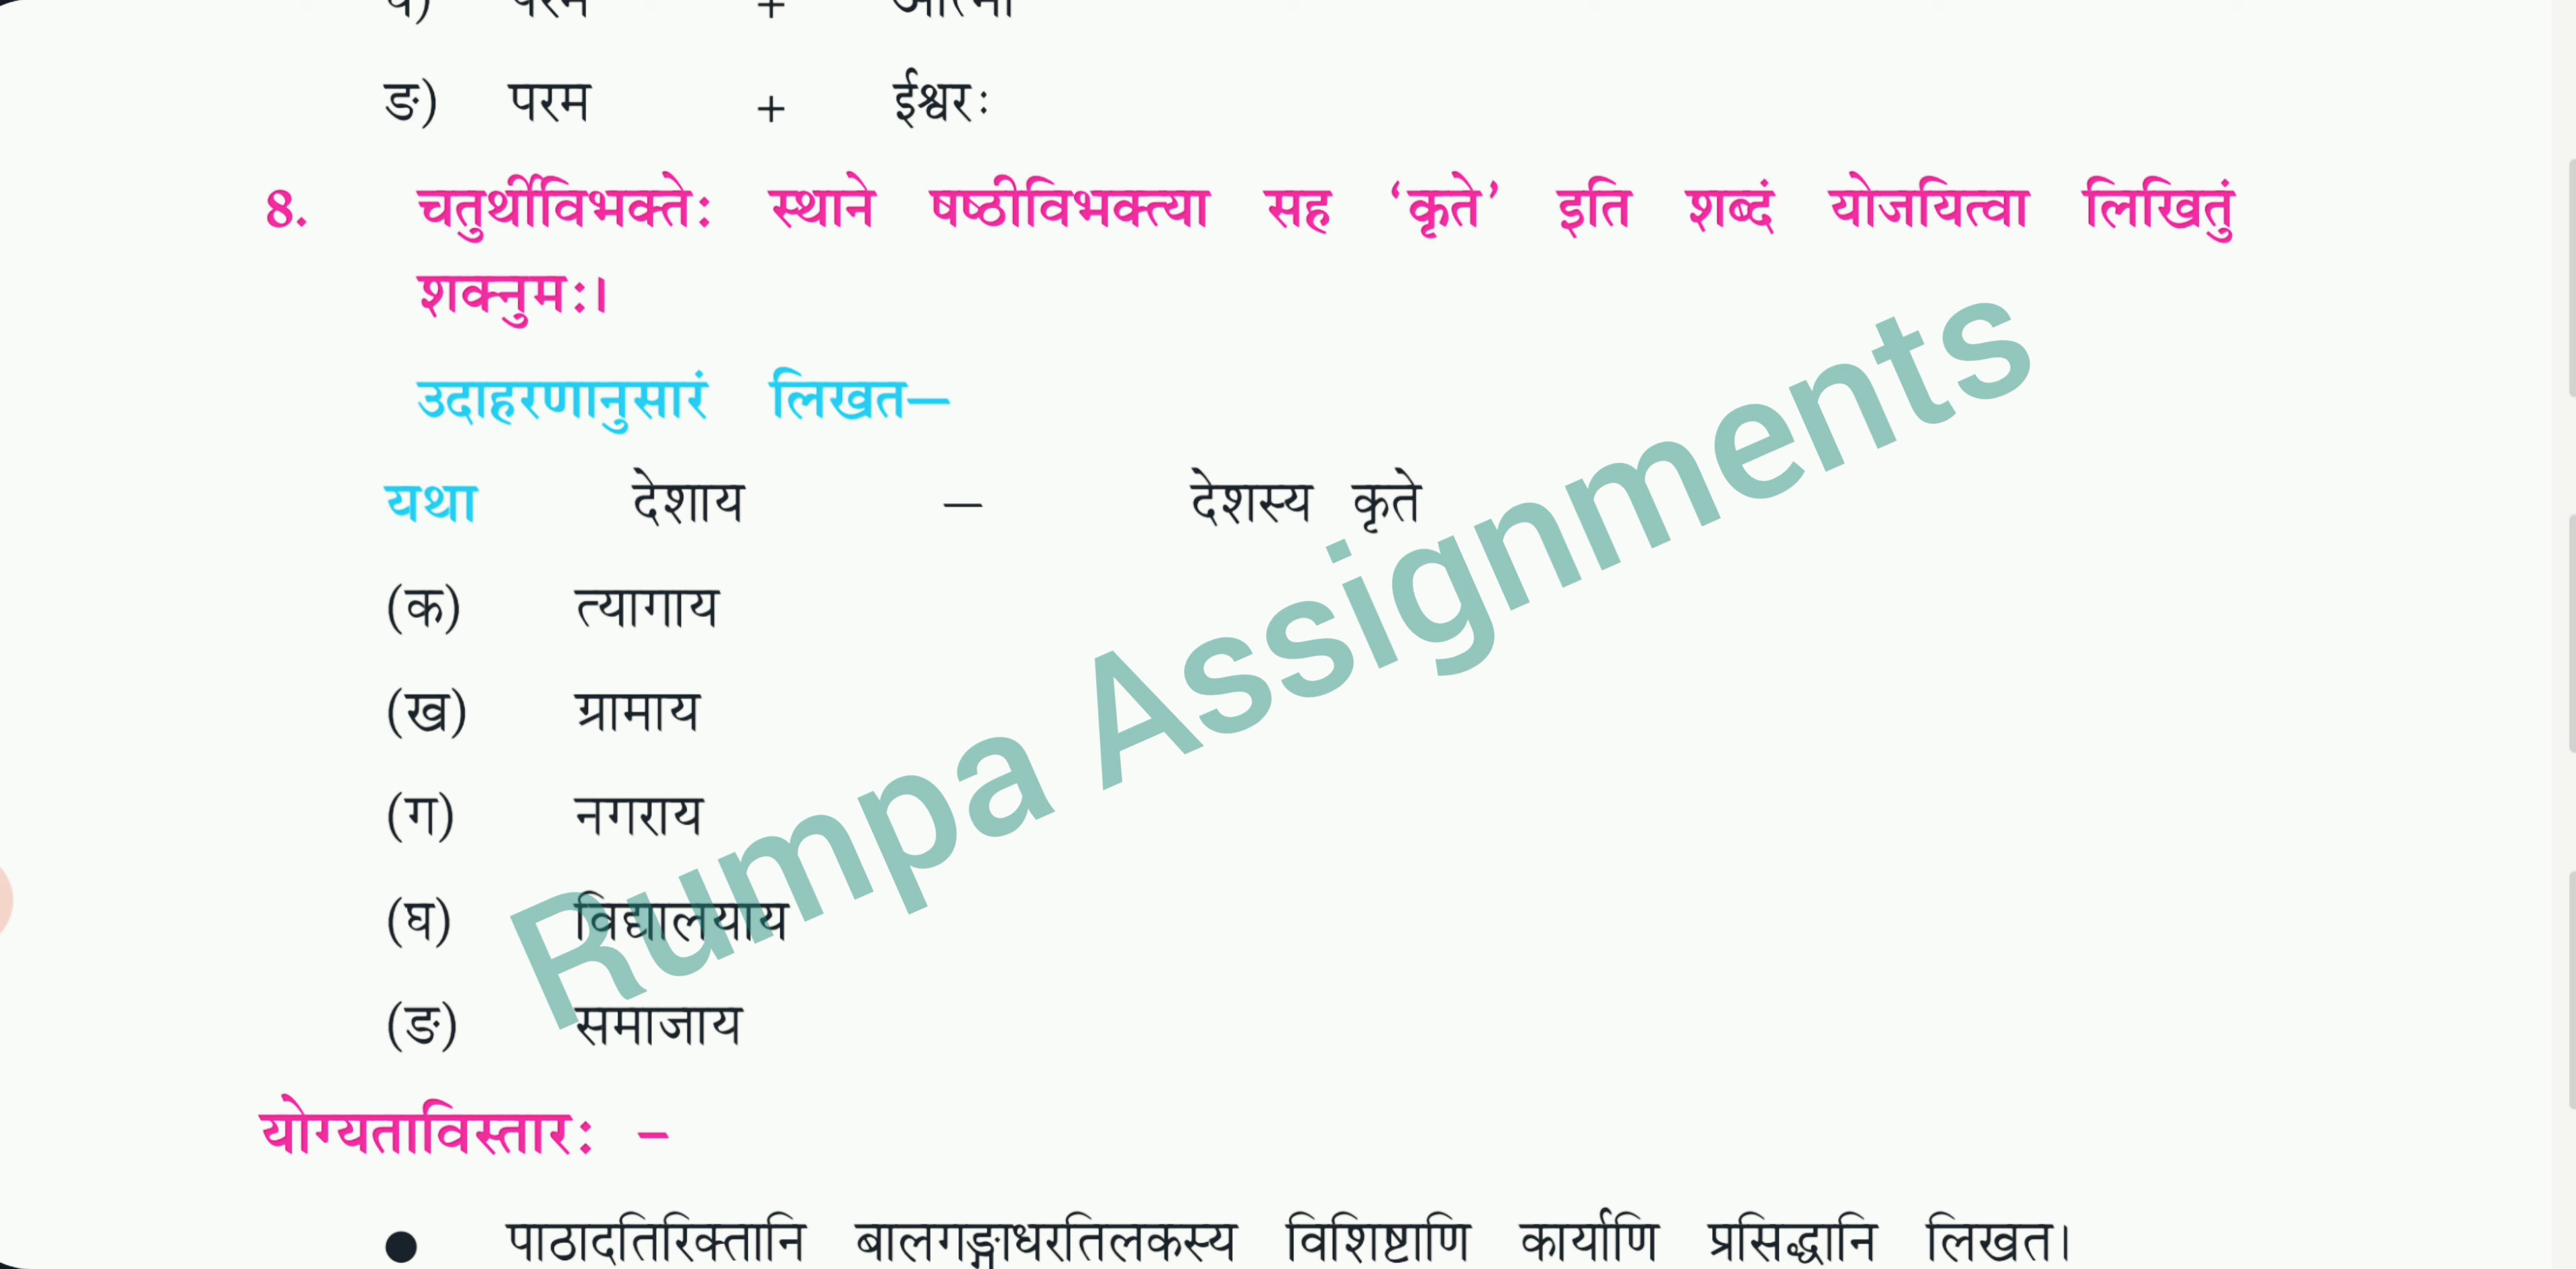 ङ) परम + ईश्वरः
8. चतुर्थीविभक्तेः स्थाने षष्ठीविभक्त्या सह ‘कृते’ इति शब्दं योजयित्वा लिखितुं
शक्नुमः।
उदाहरणानुसारं लिखत—
यथा देशाय — देशस्य कृते
(क) त्यागाय
(ख) ग्रामाय
(ग) नगराय
(घ) विद्यालयाय
(ङ) समाजाय
योग्यताविस्तारः –
● पाठादतिरिक्तानि बालगङ्गाधरतिलकस्य विशिष्टाणि कार्याणि प्रसिद्धानि लिखत।
Rumpa Assignments